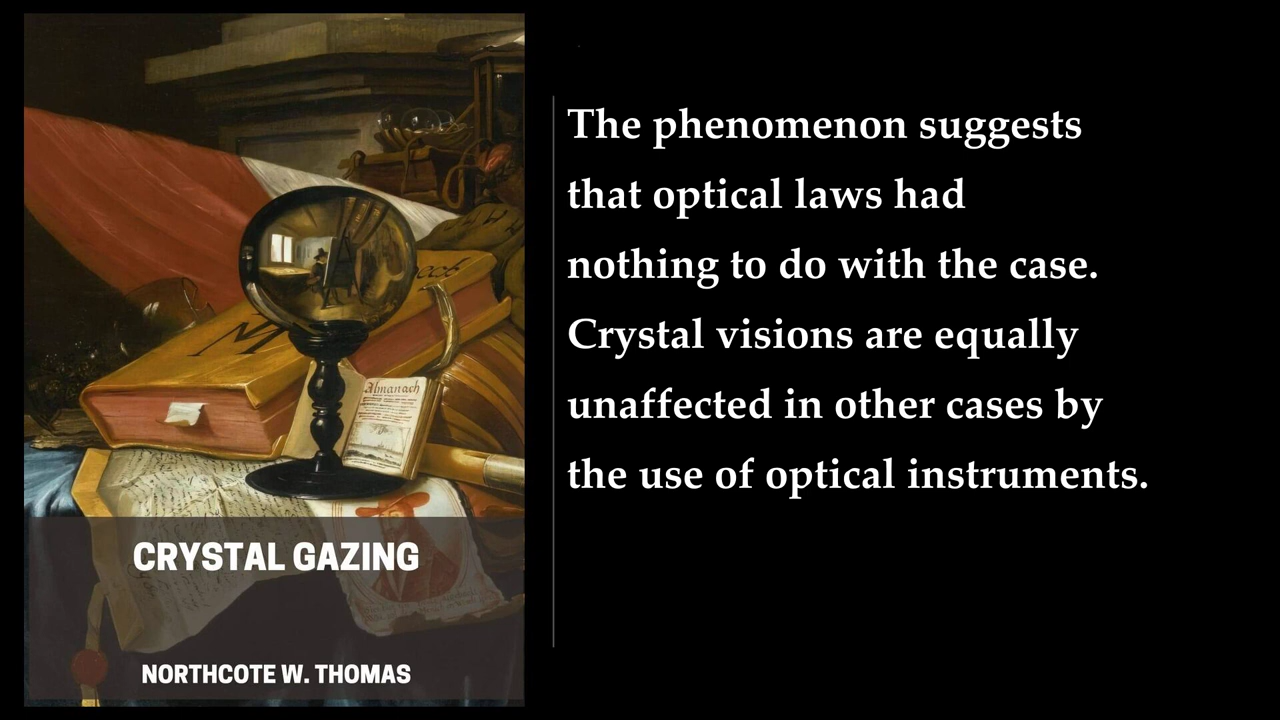 The phenomenon suggests
that optical laws had
nothing to do with the case.
Crystal visions are equally
unaffected in other cases by
the use of optical instruments.
M
Almanach
CRYSTAL GAZING
NORTHCOTE W. THOMAS